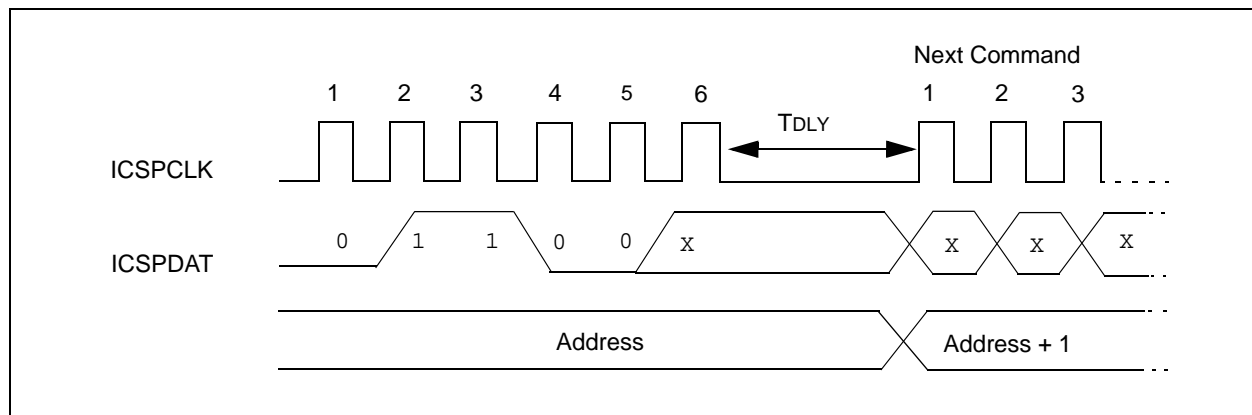 Next Command
1 2 3 4 5 6 1 2 3
TDLY
ICSPCLK
ICSPDAT 0 1 1 0 0 x x x x
Address Address + 1